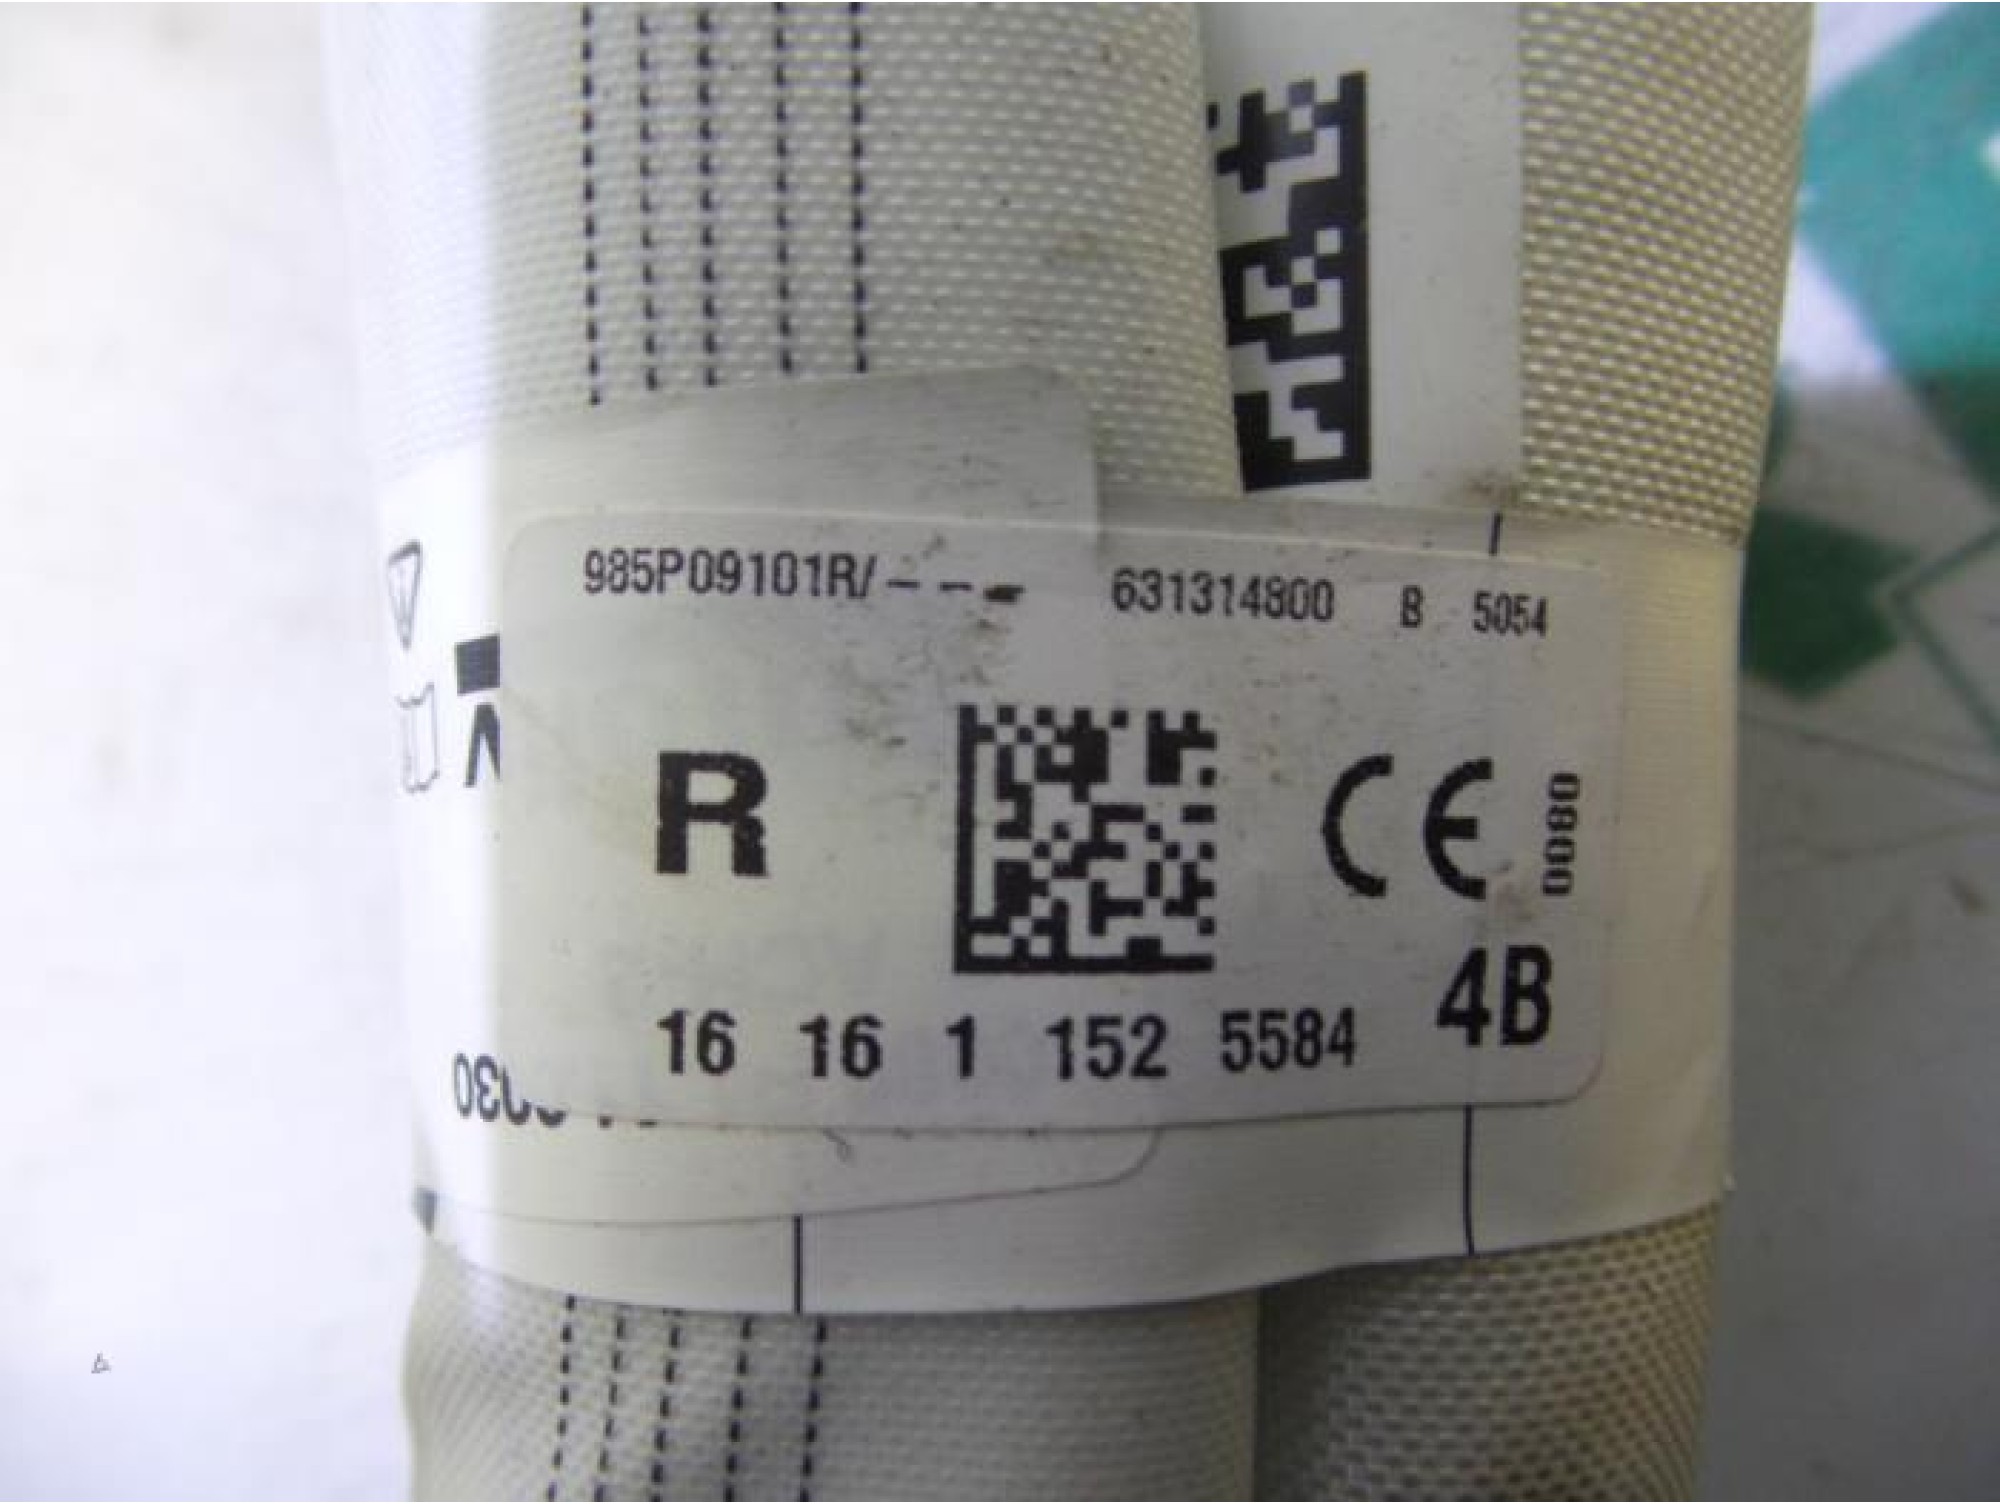 985P09101R/--- 631314800 B 5054
R CE 0080
4B
16 16 1 152 5584